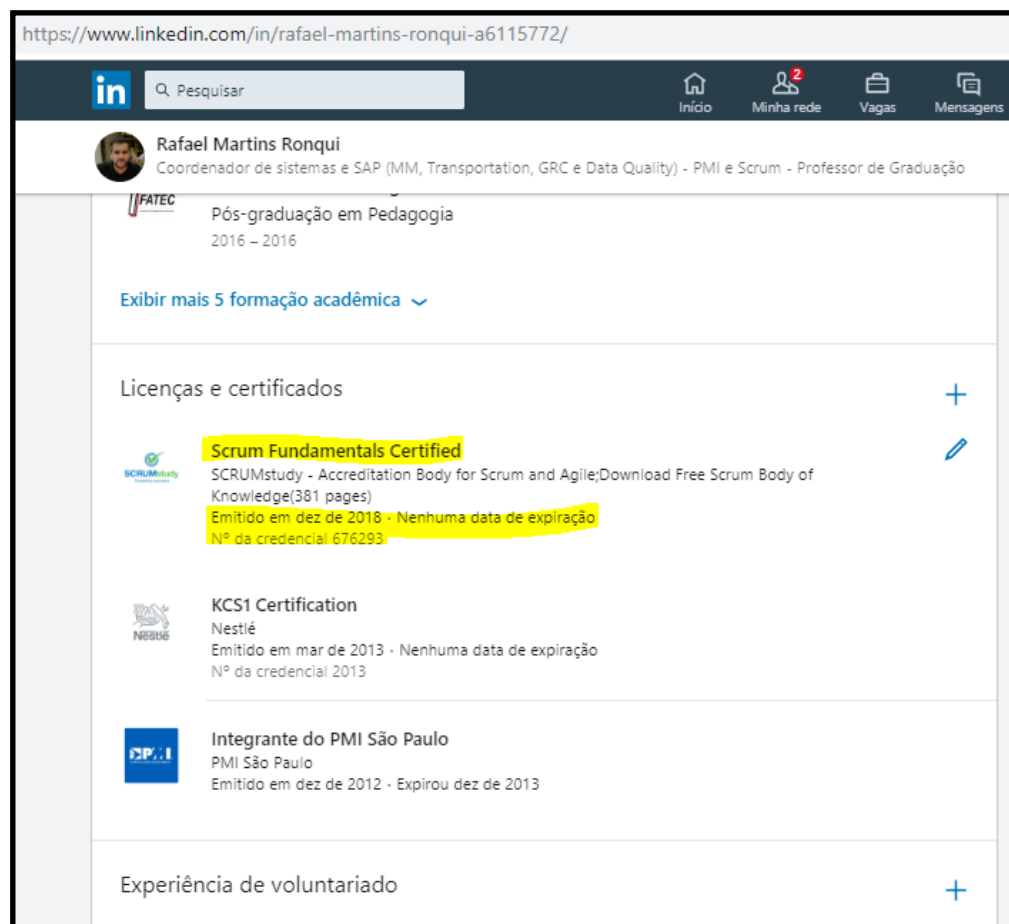 https://www.linkedin.com/in/rafael-martins-ronqui-a6115772/
in
Pesquisar
2
Início
Minha rede
Vagas
Mensagens
Rafael Martins Ronqui
Coordenador de sistemas e SAP (MM, Transportation, GRC e Data Quality) - PMI e Scrum - Professor de Graduação
FATEC
Pós-graduação em Pedagogia
2016 – 2016
Exibir mais 5 formação acadêmica
Licenças e certificados
SCRUMstudy
Scrum Fundamentals Certified
SCRUMstudy - Accreditation Body for Scrum and Agile;Download Free Scrum Body of
Knowledge(381 pages)
Emitido em dez de 2018 · Nenhuma data de expiração
Nº da credencial 676293
Nestlé
KCS1 Certification
Nestlé
Emitido em mar de 2013 · Nenhuma data de expiração
Nº da credencial 2013
PMI
Integrante do PMI São Paulo
PMI São Paulo
Emitido em dez de 2012 · Expirou dez de 2013
Experiência de voluntariado